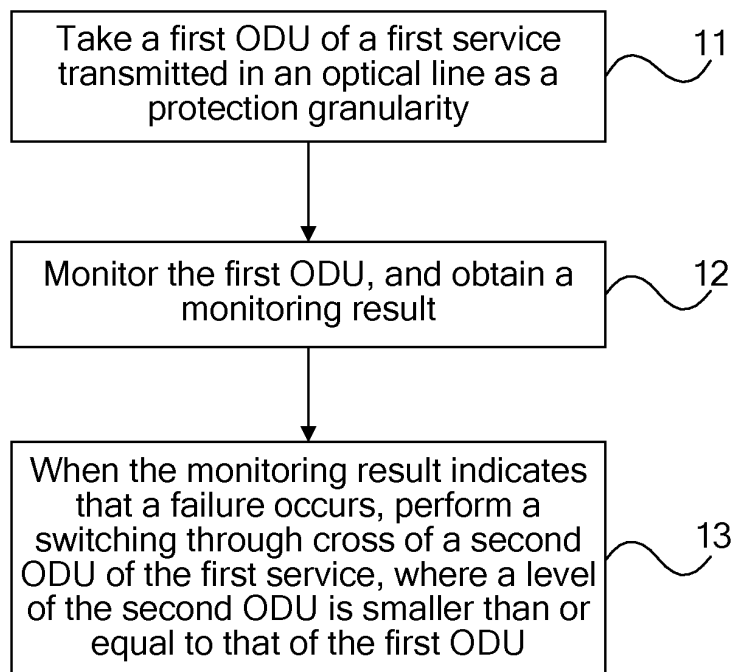 Take a first ODU of a first service
transmitted in an optical line as a
protection granularity
11
Monitor the first ODU, and obtain a
monitoring result
12
When the monitoring result indicates
that a failure occurs, perform a
switching through cross of a second
ODU of the first service, where a level
of the second ODU is smaller than or
equal to that of the first ODU
13